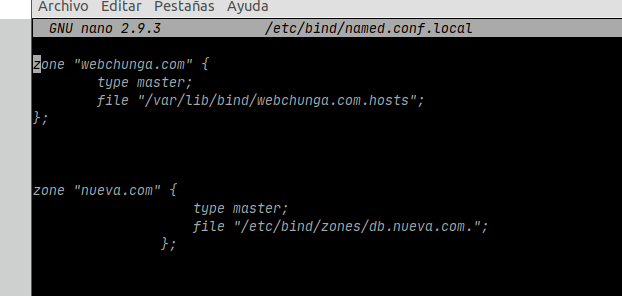 Archivo Editar Pestañas Ayuda
GNU nano 2.9.3 /etc/bind/named.conf.local
zone "webchunga.com" {
type master;
file "/var/lib/bind/webchunga.com.hosts";
};
zone "nueva.com" {
type master;
file "/etc/bind/zones/db.nueva.com.";
};